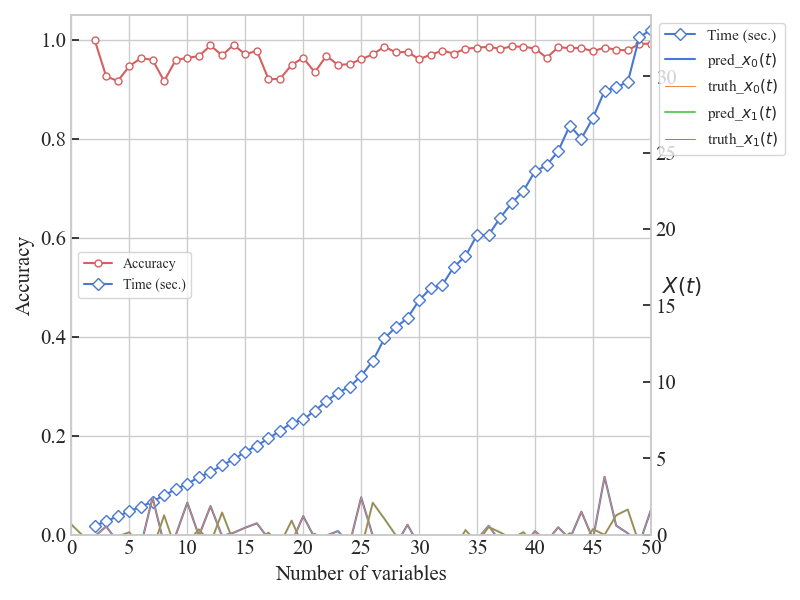 1.0
0.8
0.6
0.4
0.2
0.0
Accuracy
Accuracy
Time (sec.)
0 5 10 15 20 25 30 35 40 45 50
Number of variables
30
25
20
15
10
5
0
X(t)
Time (sec.)
pred_x₀(t)
truth_x₀(t)
pred_x₁(t)
truth_x₁(t)